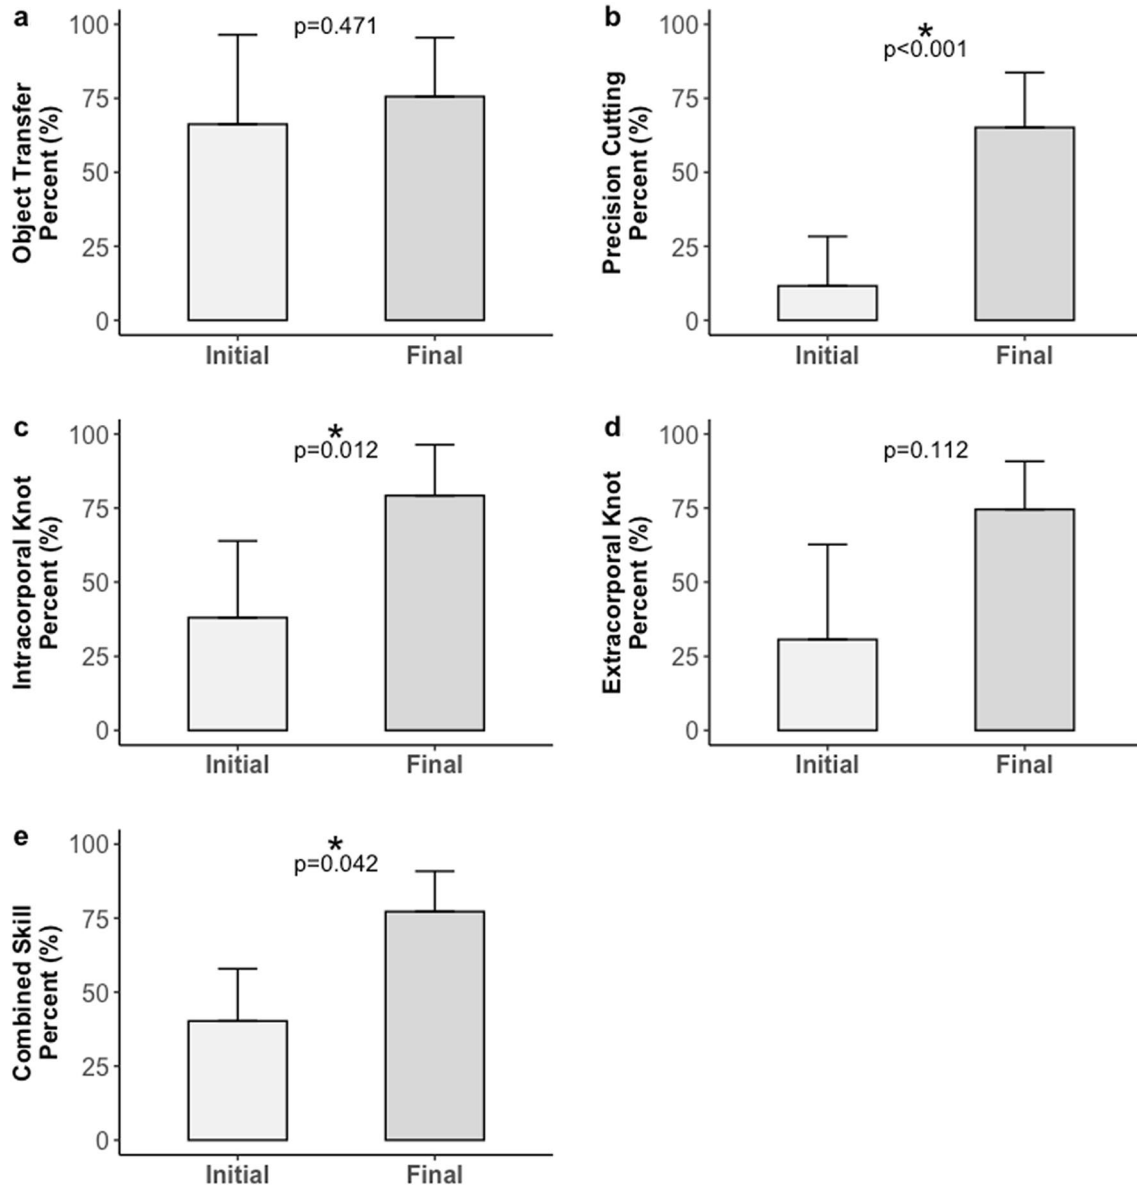 a
Object Transfer
Percent (%)
100
75
50
25
0
p=0.471
Initial Final
b
Precision Cutting
Percent (%)
100
75
50
25
0
*
p<0.001
Initial Final
c
Intracorporal Knot
Percent (%)
100
75
50
25
0
*
p=0.012
Initial Final
d
Extracorporal Knot
Percent (%)
100
75
50
25
0
p=0.112
Initial Final
e
Combined Skill
Percent (%)
100
75
50
25
0
*
p=0.042
Initial Final